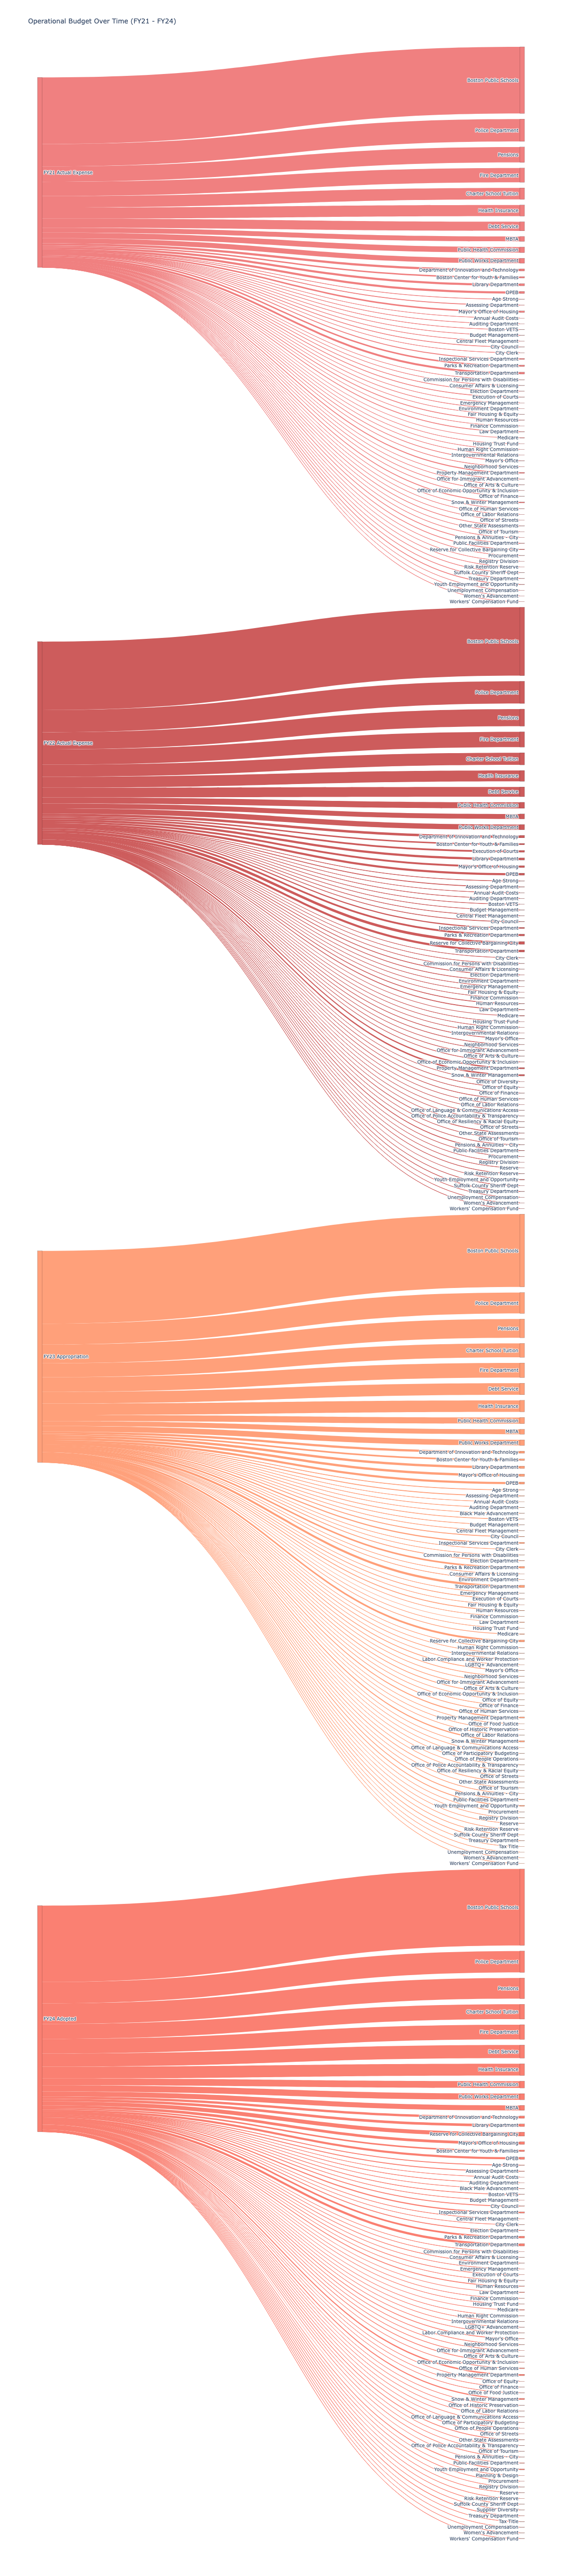 Operational Budget Over Time (FY21 - FY24)
Boston Public Schools
Police Department
Pensions
FY21 Actual Expense
Fire Department
Charter School Tuition
Health Insurance
Debt Service
MBTA
Public Health Commission
Public Works Department
Department of Innovation and Technology
Boston Center for Youth & Families
Library Department
OPEB
Age Strong
Assessing Department
Mayor's Office of Housing
Annual Audit Costs
Auditing Department
Boston VETS
Budget Management
Central Fleet Management
City Council
City Clerk
Inspectional Services Department
Parks & Recreation Department
Transportation Department
Commission for Persons with Disabilities
Consumer Affairs & Licensing
Election Department
Execution of Courts
Emergency Management
Environment Department
Fair Housing & Equity
Human Resources
Finance Commission
Law Department
Medicare
Housing Trust Fund
Human Right Commission
Intergovernmental Relations
Mayor's Office
Neighborhood Services
Property Management Department
Office for Immigrant Advancement
Office of Arts & Culture
Office of Economic Opportunity & Inclusion
Office of Finance
Snow & Winter Management
Office of Human Services
Office of Labor Relations
Office of Streets
Other State Assessments
Office of Tourism
Pensions & Annuities - City
Public Facilities Department
Reserve for Collective Bargaining-City
Procurement
Registry Division
Risk Retention Reserve
Suffolk County Sheriff Dept
Treasury Department
Youth Employment and Opportunity
Unemployment Compensation
Women's Advancement
Workers' Compensation Fund
Boston Public Schools
Police Department
Pensions
Fire Department
FY22 Actual Expense
Charter School Tuition
Health Insurance
Debt Service
Public Health Commission
MBTA
Public Works Department
Department of Innovation and Technology
Boston Center for Youth & Families
Execution of Courts
Library Department
Mayor's Office of Housing
OPEB
Age Strong
Assessing Department
Annual Audit Costs
Auditing Department
Boston VETS
Budget Management
Central Fleet Management
City Council
Inspectional Services Department
Parks & Recreation Department
Reserve for Collective Bargaining-City
Transportation Department
City Clerk
Commission for Persons with Disabilities
Consumer Affairs & Licensing
Election Department
Environment Department
Emergency Management
Fair Housing & Equity
Finance Commission
Human Resources
Law Department
Medicare
Housing Trust Fund
Human Right Commission
Intergovernmental Relations
Mayor's Office
Neighborhood Services
Office for Immigrant Advancement
Office of Arts & Culture
Office of Economic Opportunity & Inclusion
Property Management Department
Snow & Winter Management
Office of Diversity
Office of Equity
Office of Finance
Office of Human Services
Office of Labor Relations
Office of Language & Communications Access
Office of Police Accountability & Transparency
Office of Resiliency & Racial Equity
Office of Streets
Other State Assessments
Office of Tourism
Pensions & Annuities - City
Public Facilities Department
Procurement
Registry Division
Reserve
Risk Retention Reserve
Youth Employment and Opportunity
Suffolk County Sheriff Dept
Treasury Department
Unemployment Compensation
Women's Advancement
Workers' Compensation Fund
Boston Public Schools
Police Department
Pensions
Charter School Tuition
FY23 Appropriation
Fire Department
Debt Service
Health Insurance
Public Health Commission
MBTA
Public Works Department
Department of Innovation and Technology
Boston Center for Youth & Families
Library Department
Mayor's Office of Housing
OPEB
Age Strong
Assessing Department
Annual Audit Costs
Auditing Department
Black Male Advancement
Boston VETS
Budget Management
Central Fleet Management
City Council
Inspectional Services Department
City Clerk
Commission for Persons with Disabilities
Election Department
Parks & Recreation Department
Consumer Affairs & Licensing
Environment Department
Transportation Department
Emergency Management
Execution of Courts
Fair Housing & Equity
Human Resources
Finance Commission
Law Department
Housing Trust Fund
Medicare
Reserve for Collective Bargaining-City
Human Right Commission
Intergovernmental Relations
Labor Compliance and Worker Protection
LGBTQ+ Advancement
Mayor's Office
Neighborhood Services
Office for Immigrant Advancement
Office of Arts & Culture
Office of Economic Opportunity & Inclusion
Office of Equity
Office of Finance
Office of Human Services
Property Management Department
Office of Food Justice
Office of Historic Preservation
Office of Labor Relations
Snow & Winter Management
Office of Language & Communications Access
Office of Participatory Budgeting
Office of People Operations
Office of Police Accountability & Transparency
Office of Resiliency & Racial Equity
Office of Streets
Other State Assessments
Office of Tourism
Pensions & Annuities - City
Public Facilities Department
Youth Employment and Opportunity
Procurement
Registry Division
Reserve
Risk Retention Reserve
Suffolk County Sheriff Dept
Treasury Department
Tax Title
Unemployment Compensation
Women's Advancement
Workers' Compensation Fund
Boston Public Schools
Police Department
Pensions
Charter School Tuition
FY24 Adopted
Fire Department
Debt Service
Health Insurance
Public Health Commission
Public Works Department
MBTA
Department of Innovation and Technology
Library Department
Reserve for Collective Bargaining-City
Mayor's Office of Housing
Boston Center for Youth & Families
OPEB
Age Strong
Assessing Department
Annual Audit Costs
Auditing Department
Black Male Advancement
Boston VETS
Budget Management
City Council
Inspectional Services Department
Central Fleet Management
City Clerk
Election Department
Parks & Recreation Department
Transportation Department
Commission for Persons with Disabilities
Consumer Affairs & Licensing
Environment Department
Emergency Management
Execution of Courts
Fair Housing & Equity
Human Resources
Law Department
Finance Commission
Housing Trust Fund
Medicare
Human Right Commission
Intergovernmental Relations
LGBTQ+ Advancement
Labor Compliance and Worker Protection
Mayor's Office
Neighborhood Services
Office for Immigrant Advancement
Office of Arts & Culture
Office of Economic Opportunity & Inclusion
Office of Human Services
Property Management Department
Office of Equity
Office of Finance
Office of Food Justice
Snow & Winter Management
Office of Historic Preservation
Office of Labor Relations
Office of Language & Communications Access
Office of Participatory Budgeting
Office of People Operations
Office of Streets
Other State Assessments
Office of Police Accountability & Transparency
Office of Tourism
Pensions & Annuities - City
Public Facilities Department
Youth Employment and Opportunity
Planning & Design
Procurement
Registry Division
Reserve
Risk Retention Reserve
Suffolk County Sheriff Dept
Supplier Diversity
Treasury Department
Tax Title
Unemployment Compensation
Women's Advancement
Workers' Compensation Fund